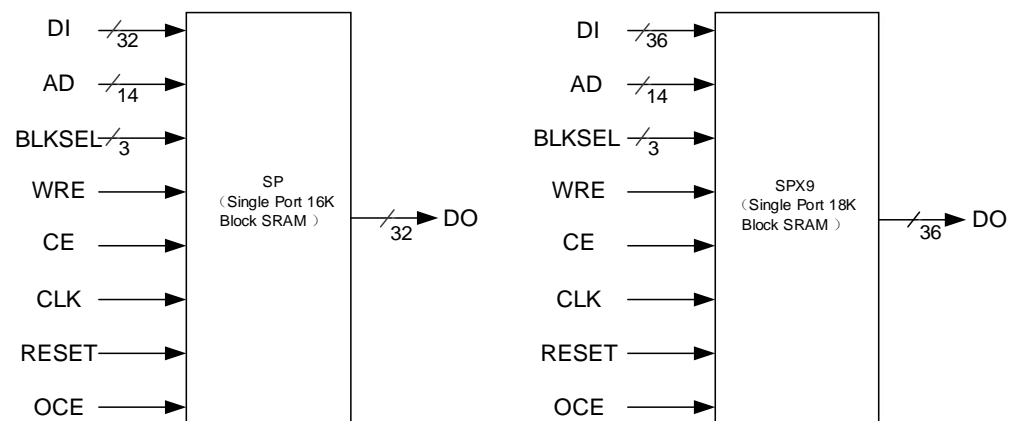 DI
32
AD
14
BLKSEL
3
WRE
CE
CLK
RESET
OCE
SP
（Single Port 16K
Block SRAM ）
DO
32
DI
36
AD
14
BLKSEL
3
WRE
CE
CLK
RESET
OCE
SPX9
（Single Port 18K
Block SRAM ）
DO
36